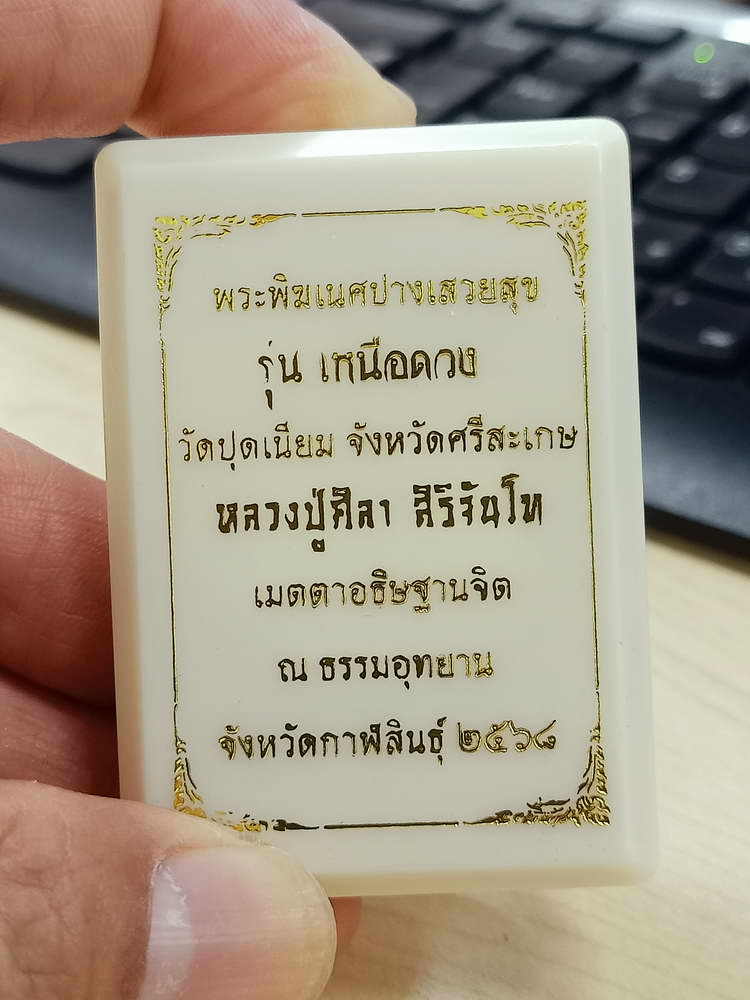 พระพิฆเนศปางเสวยสุข
รุ่น เหนือดวง
วัดปุดเนียม จังหวัดศรีสะเกษ
หลวงปู่ศิลา สิริจันโท
เมตตาอธิษฐานจิต
ณ ธรรมอุทยาน
จังหวัดกาฬสินธุ์ ๒๕๖๘